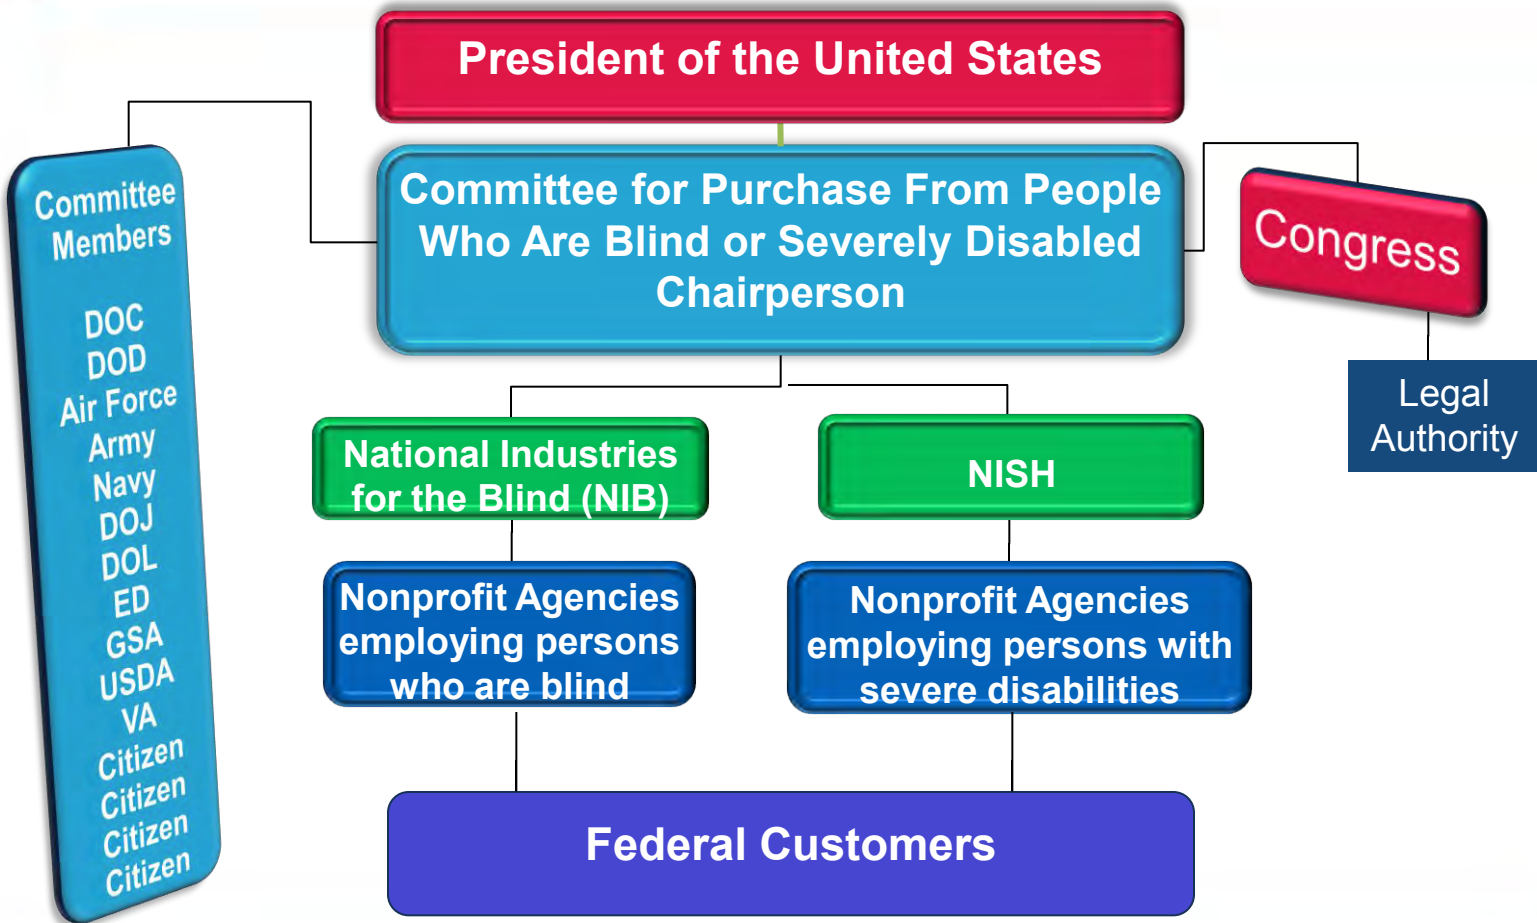 President of the United States
Committee for Purchase From People
Who Are Blind or Severely Disabled
Chairperson
Committee
Members
DOC
DOD
Air Force
Army
Navy
DOJ
DOL
ED
GSA
USDA
VA
Citizen
Citizen
Citizen
Citizen
Congress
Legal
Authority
National Industries
for the Blind (NIB)
NISH
Nonprofit Agencies
employing persons
who are blind
Nonprofit Agencies
employing persons with
severe disabilities
Federal Customers